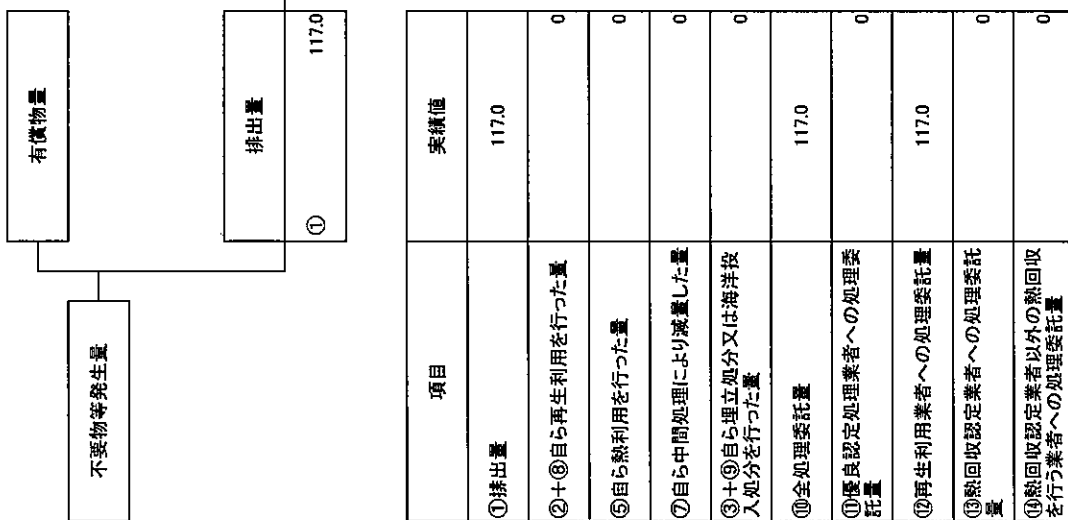 不要物等発生量
有償物量
排出量
① 117.0
項目 実績値
①排出量 117.0
②+⑧自ら再生利用を行った量 0
⑤自ら熱利用を行った量 0
⑦自ら中間処理により減量した量 0
③+⑨自ら埋立処分又は海洋投
入処分を行った量 0
⑩全処理委託量 117.0
⑪優良認定処理業者への処理委
託量 0
⑫再生利用業者への処理委託量 117.0
⑬熱回収認定業者への処理委託
量 0
⑭熱回収認定業者以外の熱回収
を行う業者への処理委託量 0